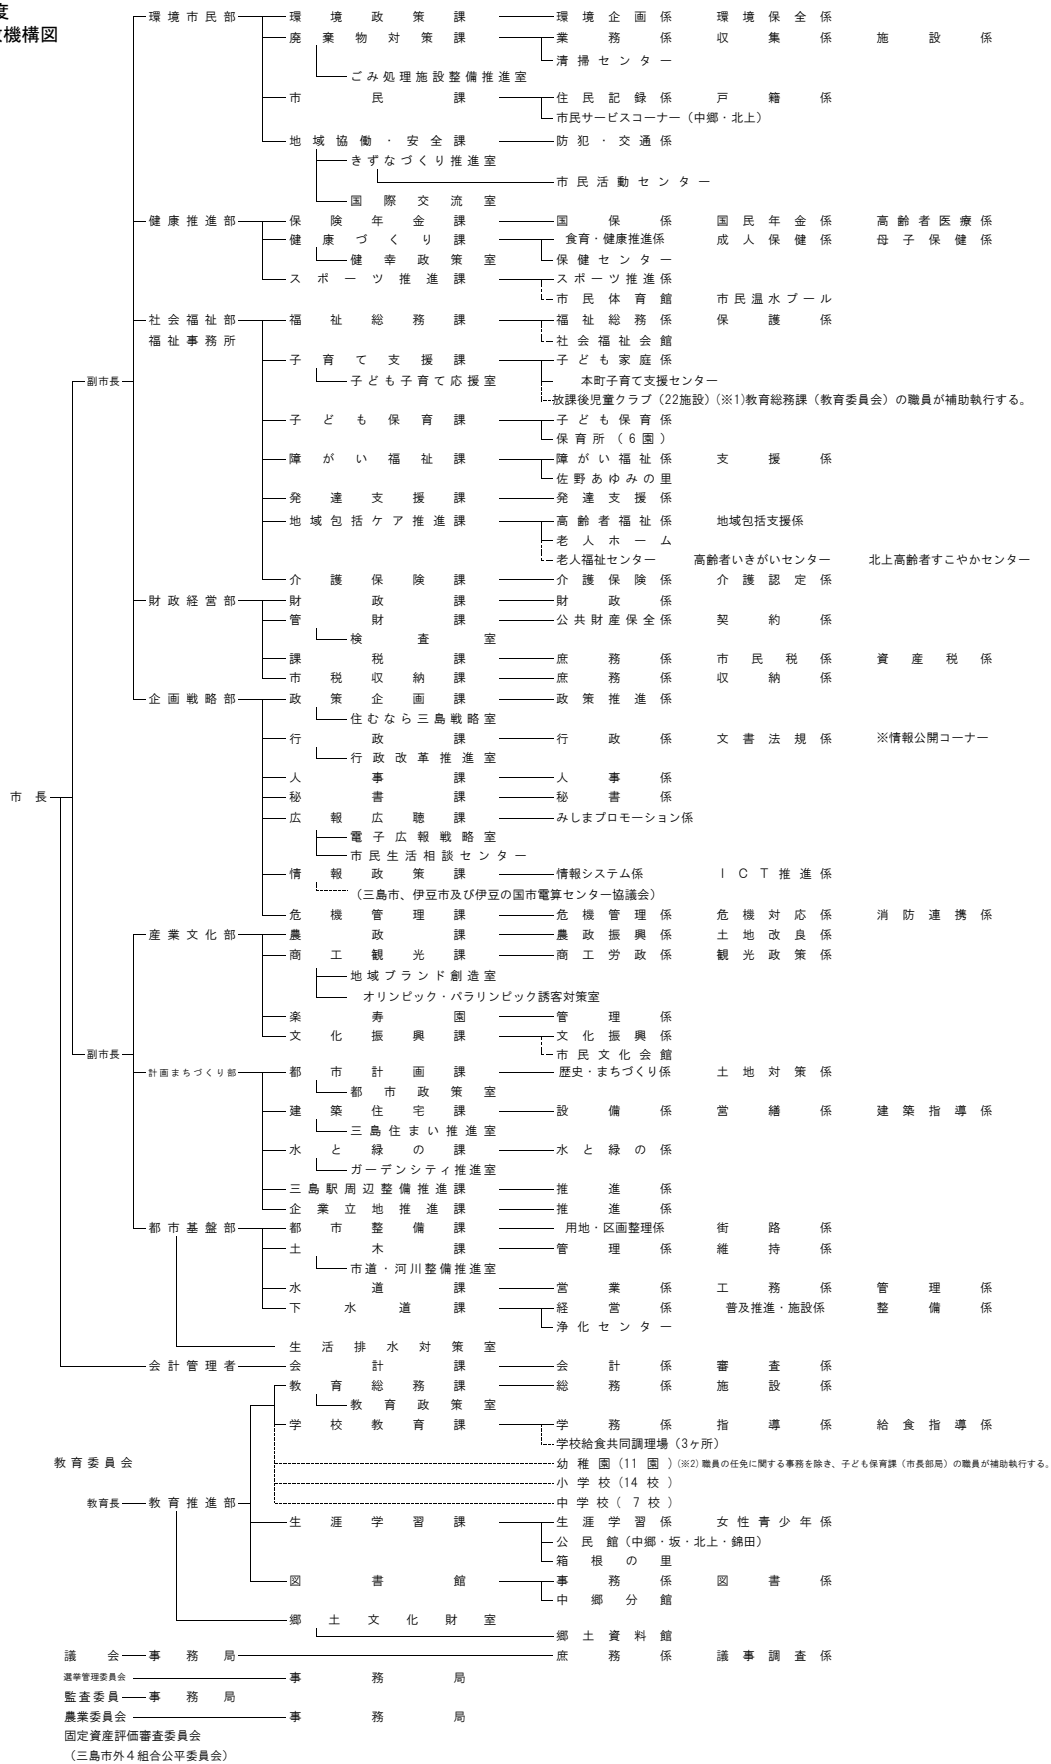 度
機構図
環境市民部 環境政策課 環境企画係 環境保全係
廃棄物対策課 業務係 収集係 施設係
清掃センター
ごみ処理施設整備推進室
市民課 住民記録係 戸籍係
市民サービスコーナー（中郷・北上）
地域協働・安全課 防犯・交通係
きずなづくり推進室
市民活動センター
国際交流室
健康推進部 保険年金課 国保係 国民年金係 高齢者医療係
健康づくり課 食育・健康推進係 成人保健係 母子保健係
健幸政策室 保健センター
スポーツ推進課 スポーツ推進係
市民体育館 市民温水プール
社会福祉部 福祉総務課 福祉総務係 保護係
福祉事務所 社会福祉会館
子育て支援課 子ども家庭係
副市長 子ども子育て応援室 本町子育て支援センター
放課後児童クラブ（22施設）(※1)教育総務課（教育委員会）の職員が補助執行する。
子ども保育課 子ども保育係
保育所（6園）
障がい福祉課 障がい福祉係 支援係
佐野あゆみの里
発達支援課 発達支援係
地域包括ケア推進課 高齢者福祉係 地域包括支援係
老人ホーム
老人福祉センター 高齢者いきがいセンター 北上高齢者すこやかセンター
介護保険課 介護保険係 介護認定係
財政経営部 財政課 財政係
管財課 公共財産保全係 契約係
検査室
課税課 庶務係 市民税係 資産税係
市税収納課 庶務係 収納係
企画戦略部 政策企画課 政策推進係
住むなら三島戦略室
行政課 行政係 文書法規係 ※情報公開コーナー
行政改革推進室
人事課 人事係
市長 秘書課 秘書係
広報広聴課 みしまプロモーション係
電子広報戦略室
市民生活相談センター
情報政策課 情報システム係 ＩＣＴ推進係
（三島市、伊豆市及び伊豆の国市電算センター協議会）
危機管理課 危機管理係 危機対応係 消防連携係
産業文化部 農政課 農政振興係 土地改良係
商工観光課 商工労政係 観光政策係
地域ブランド創造室
オリンピック・パラリンピック誘客対策室
楽寿園 管理係
文化振興課 文化振興係
副市長 市民文化会館
計画まちづくり部 都市計画課 歴史・まちづくり係 土地対策係
都市政策室
建築住宅課 設備係 営繕係 建築指導係
三島住まい推進室
水と緑の課 水と緑の係
ガーデンシティ推進室
三島駅周辺整備推進課 推進係
企業立地推進課 推進係
都市基盤部 都市整備課 用地・区画整理係 街路係
土木課 管理係 維持係
市道・河川整備推進室
水道課 営業係 工務係 管理係
下水道課 経営係 普及推進・施設係 整備係
浄化センター
生活排水対策室
会計管理者 会計課 会計係 審査係
教育総務課 総務係 施設係
教育政策室
学校教育課 学務係 指導係 給食指導係
学校給食共同調理場（3ヶ所）
教育委員会 幼稚園（11園）(※2)職員の任免に関する事務を除き、子ども保育課（市長部局）の職員が補助執行する。
小学校（14校）
教育長 教育推進部 中学校（7校）
生涯学習課 生涯学習係 女性青少年係
公民館（中郷・坂・北上・錦田）
箱根の里
図書館 事務係 図書係
中郷分館
郷土文化財室
郷土資料館
議会 事務局 庶務係 議事調査係
選挙管理委員会 事務局
監査委員 事務局
農業委員会 事務局
固定資産評価審査委員会
（三島市外４組合公平委員会）